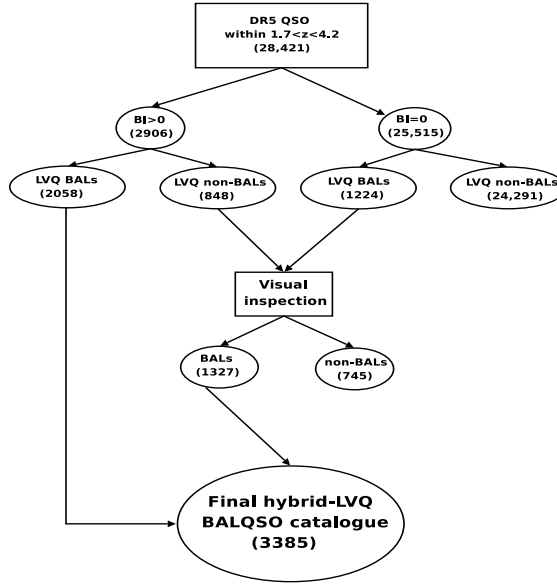 DR5 QSO
within 1.7<z<4.2
(28,421)
BI>0
(2906)
BI=0
(25,515)
LVQ BALs
(2058)
LVQ non-BALs
(848)
LVQ BALs
(1224)
LVQ non-BALs
(24,291)
Visual
inspection
BALs
(1327)
non-BALs
(745)
Final hybrid-LVQ
BALQSO catalogue
(3385)